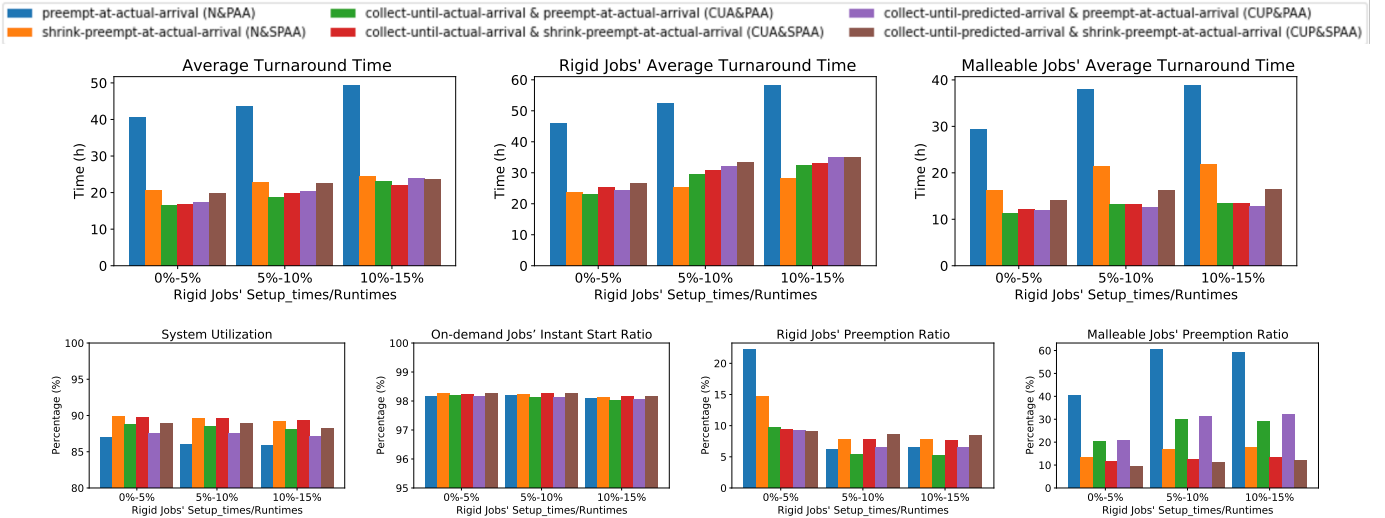 preempt-at-actual-arrival (N&PAA)
collect-until-actual-arrival & preempt-at-actual-arrival (CUA&PAA)
collect-until-predicted-arrival & preempt-at-actual-arrival (CUP&PAA)
shrink-preempt-at-actual-arrival (N&SPAA)
collect-until-actual-arrival & shrink-preempt-at-actual-arrival (CUA&SPAA)
collect-until-predicted-arrival & shrink-preempt-at-actual-arrival (CUP&SPAA)
Average Turnaround Time
Time (h)
50
40
30
20
10
0
0%-5% 5%-10% 10%-15%
Rigid Jobs' Setup_times/Runtimes
Rigid Jobs' Average Turnaround Time
Time (h)
60
50
40
30
20
10
0
0%-5% 5%-10% 10%-15%
Rigid Jobs' Setup_times/Runtimes
Malleable Jobs' Average Turnaround Time
Time (h)
40
30
20
10
0
0%-5% 5%-10% 10%-15%
Rigid Jobs' Setup_times/Runtimes
System Utilization
Percentage (%)
100
95
90
85
80
0%-5% 5%-10% 10%-15%
Rigid Jobs' Setup_times/Runtimes
On-demand Jobs’ Instant Start Ratio
Percentage (%)
100
99
98
97
96
95
0%-5% 5%-10% 10%-15%
Rigid Jobs' Setup_times/Runtimes
Rigid Jobs' Preemption Ratio
Percentage (%)
20
15
10
5
0
0%-5% 5%-10% 10%-15%
Rigid Jobs' Setup_times/Runtimes
Malleable Jobs' Preemption Ratio
Percentage (%)
60
50
40
30
20
10
0
0%-5% 5%-10% 10%-15%
Rigid Jobs' Setup_times/Runtimes